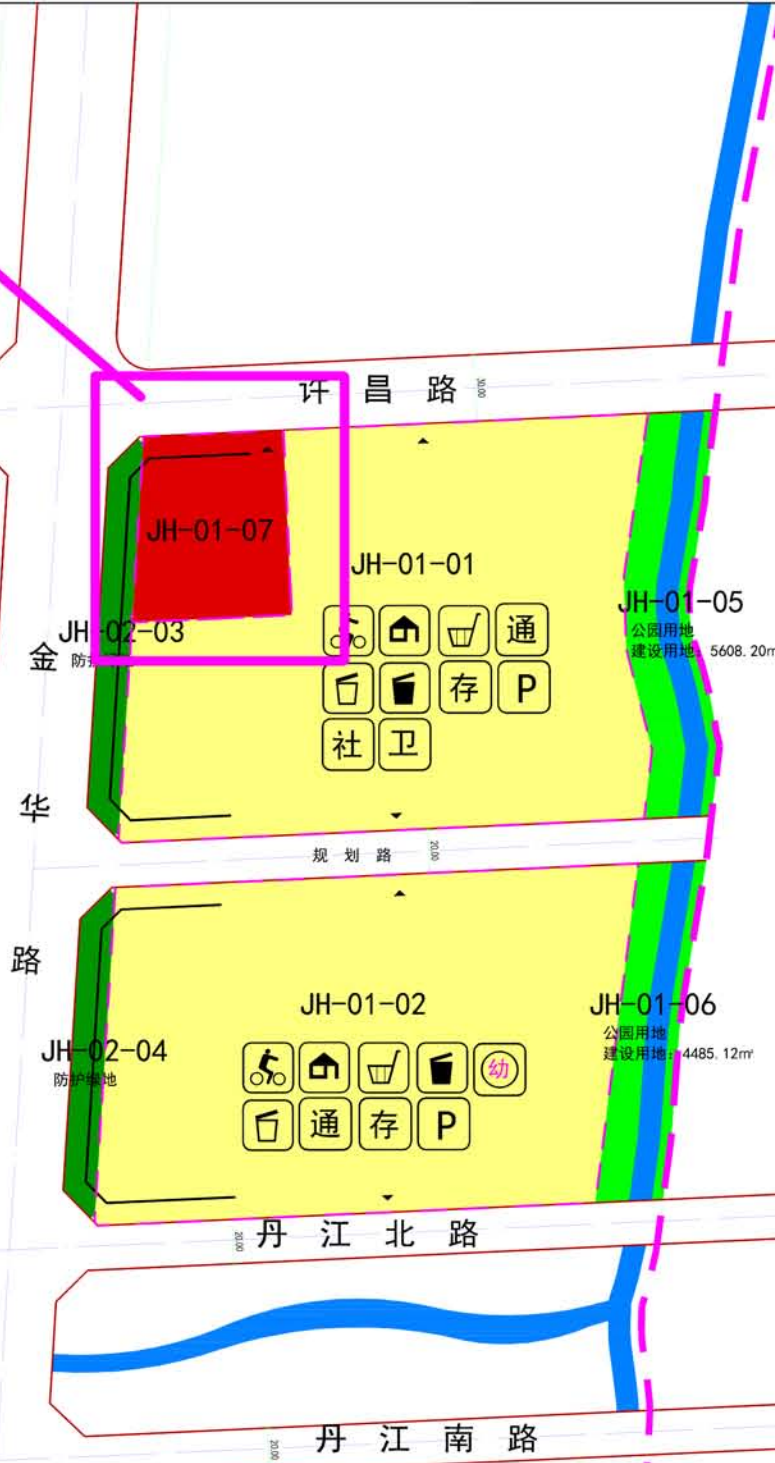 许昌路
30.00
JH-01-07
JH-01-01
JH-01-05
公园用地
建设用地：5608.20㎡
JH-02-03
防护
金华路
通
存 P
社 卫
规划路
20.00
JH-01-02
JH-01-06
公园用地
建设用地：4485.12㎡
JH-02-04
防护绿地
幼
通 存 P
丹江北路
20.00
丹江南路
20.00